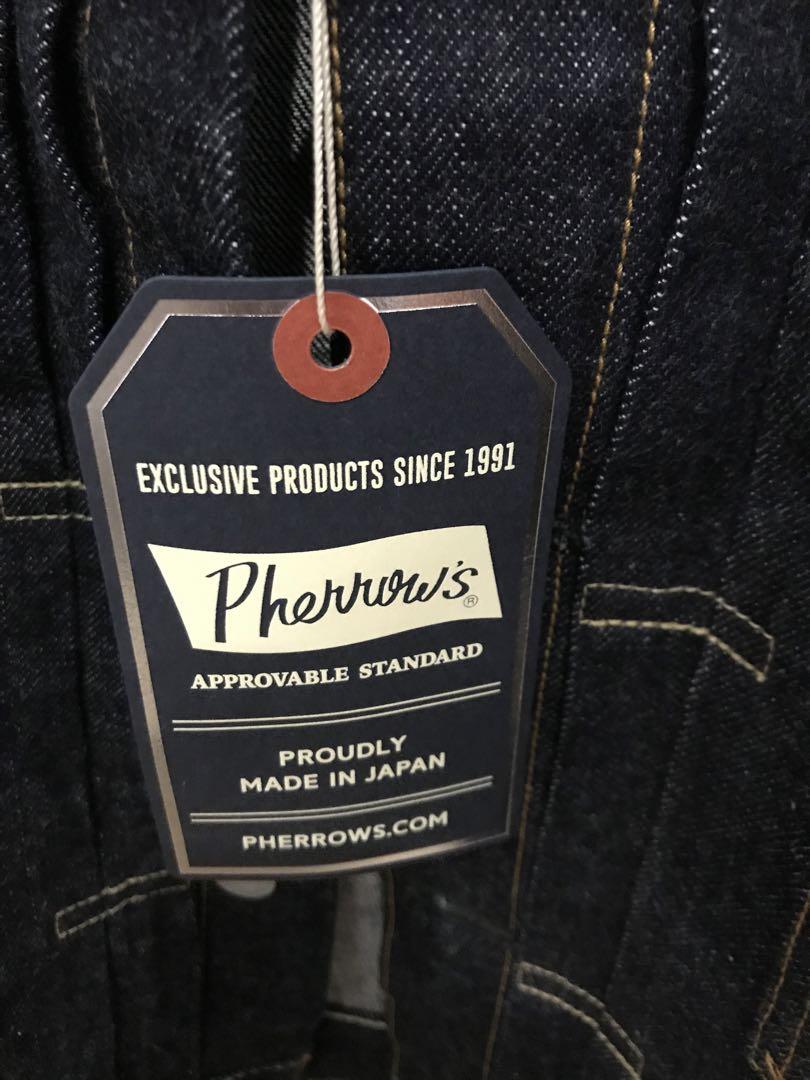 EXCLUSIVE PRODUCTS SINCE 1991
Pherrow's®
APPROVABLE STANDARD
PROUDLY
MADE IN JAPAN
PHERROWS.COM